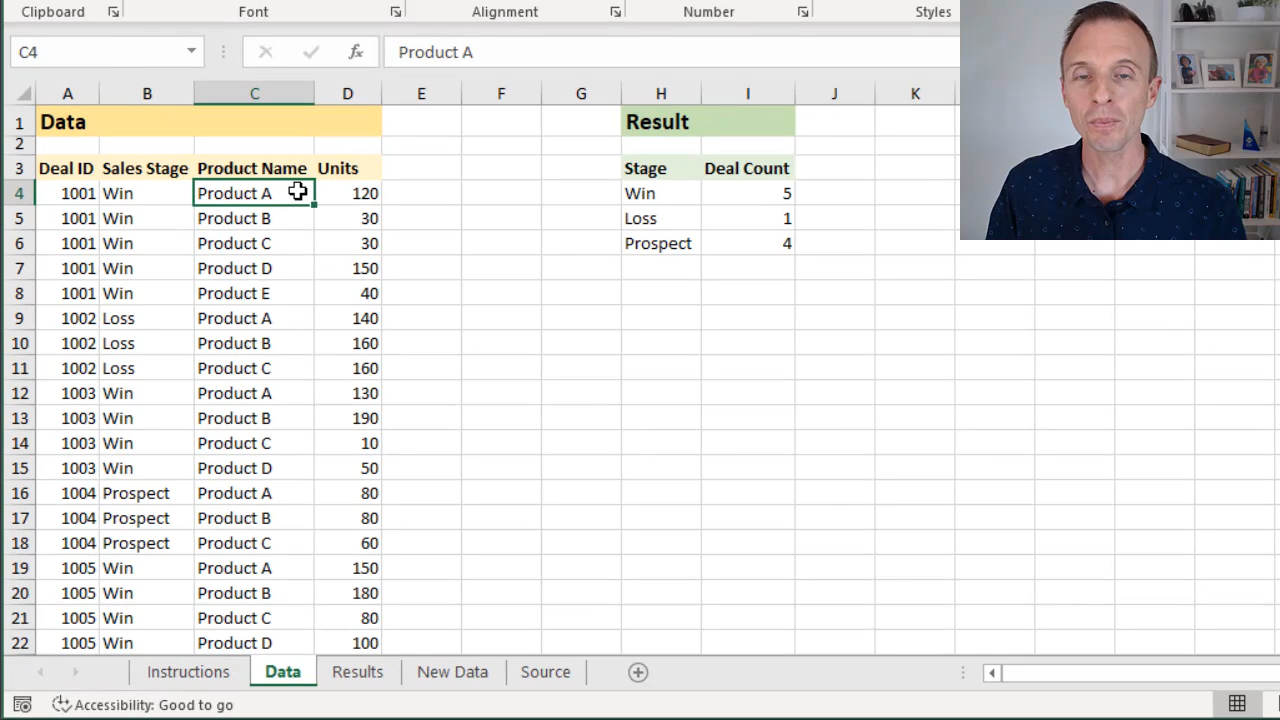 Clipboard Font Alignment Number Styles
C4 fx Product A
A B C D E F G H I J K
1 Data Result
2
3 Deal ID Sales Stage Product Name Units Stage Deal Count
4 1001 Win Product A 120 Win 5
5 1001 Win Product B 30 Loss 1
6 1001 Win Product C 30 Prospect 4
7 1001 Win Product D 150
8 1001 Win Product E 40
9 1002 Loss Product A 140
10 1002 Loss Product B 160
11 1002 Loss Product C 160
12 1003 Win Product A 130
13 1003 Win Product B 190
14 1003 Win Product C 10
15 1003 Win Product D 50
16 1004 Prospect Product A 80
17 1004 Prospect Product B 80
18 1004 Prospect Product C 60
19 1005 Win Product A 150
20 1005 Win Product B 180
21 1005 Win Product C 80
22 1005 Win Product D 100
Instructions Data Results New Data Source
Accessibility: Good to go